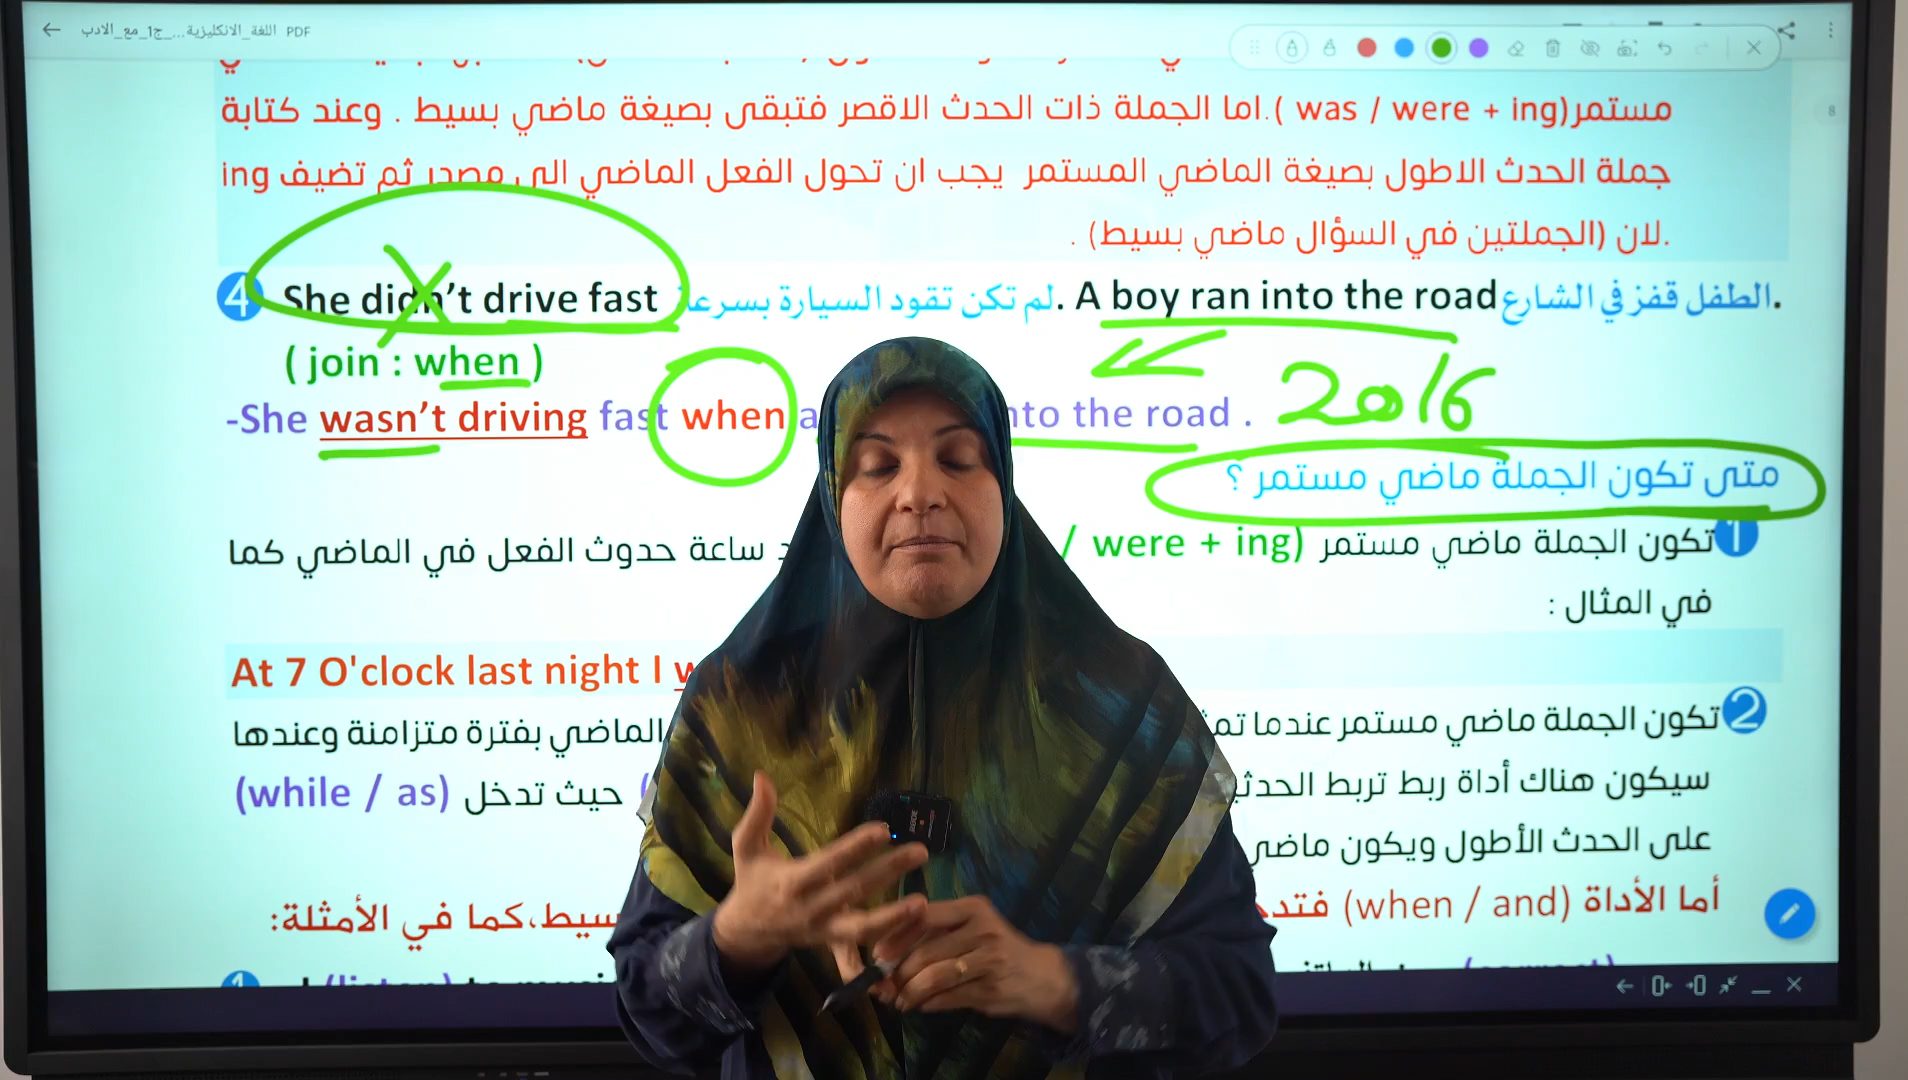 اللغة_الانكليزية..._ج1_مع_الادب PDF
8
مستمر(was / were + ing ).اما الجملة ذات الحدث الاقصر فتبقى بصيغة ماضي بسيط . وعند كتابة
جملة الحدث الاطول بصيغة الماضي المستمر يجب ان تحول الفعل الماضي الى مصدر ثم تضيف ing
.لان (الجملتين في السؤال ماضي بسيط) .
4 She didn't drive fast لم تكن تقود السيارة بسرعة. A boy ran into the road الطفل قفز في الشارع.
( join : when )
2016
-She wasn't driving fast when a into the road .
متى تكون الجملة ماضي مستمر ؟
1 تكون الجملة ماضي مستمر / were + ing) ساعة حدوث الفعل في الماضي كما
في المثال :
At 7 O'clock last night I
2 تكون الجملة ماضي مستمر عندما الماضي بفترة متزامنة وعندها
سيكون هناك أداة ربط تربط حيث تدخل (while / as)
على الحدث الأطول ويكون ماضي
أما الأداة (when / and) كما في الأمثلة: